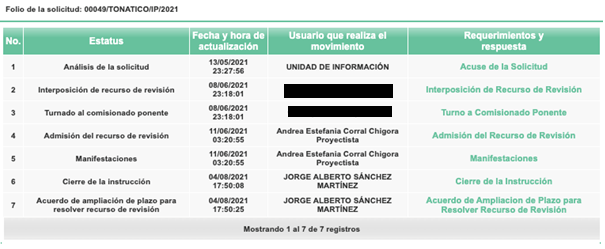 Folio de la solicitud: 00049/TONATICO/IP/2021
No. Estatus Fecha y hora de actualización Usuario que realiza el movimiento Requerimientos y respuesta
1 Análisis de la solicitud 13/05/2021 23:27:56 UNIDAD DE INFORMACIÓN Acuse de la Solicitud
2 Interposición de recurso de revisión 08/06/2021 23:18:01 Interposición de Recurso de Revisión
3 Turnado al comisionado ponente 08/06/2021 23:18:01 Turno a Comisionado Ponente
4 Admisión del recurso de revisión 11/06/2021 03:20:55 Andrea Estefania Corral Chigora Proyectista Admisión del Recurso de Revisión
5 Manifestaciones 11/06/2021 03:20:55 Andrea Estefania Corral Chigora Proyectista Manifestaciones
6 Cierre de la instrucción 04/08/2021 17:50:08 JORGE ALBERTO SÁNCHEZ MARTÍNEZ Cierre de la Instrucción
7 Acuerdo de ampliación de plazo para resolver recurso de revisión 04/08/2021 17:50:25 JORGE ALBERTO SÁNCHEZ MARTÍNEZ Acuerdo de Ampliacion de Plazo para Resolver Recurso de Revisión
Mostrando 1 al 7 de 7 registros